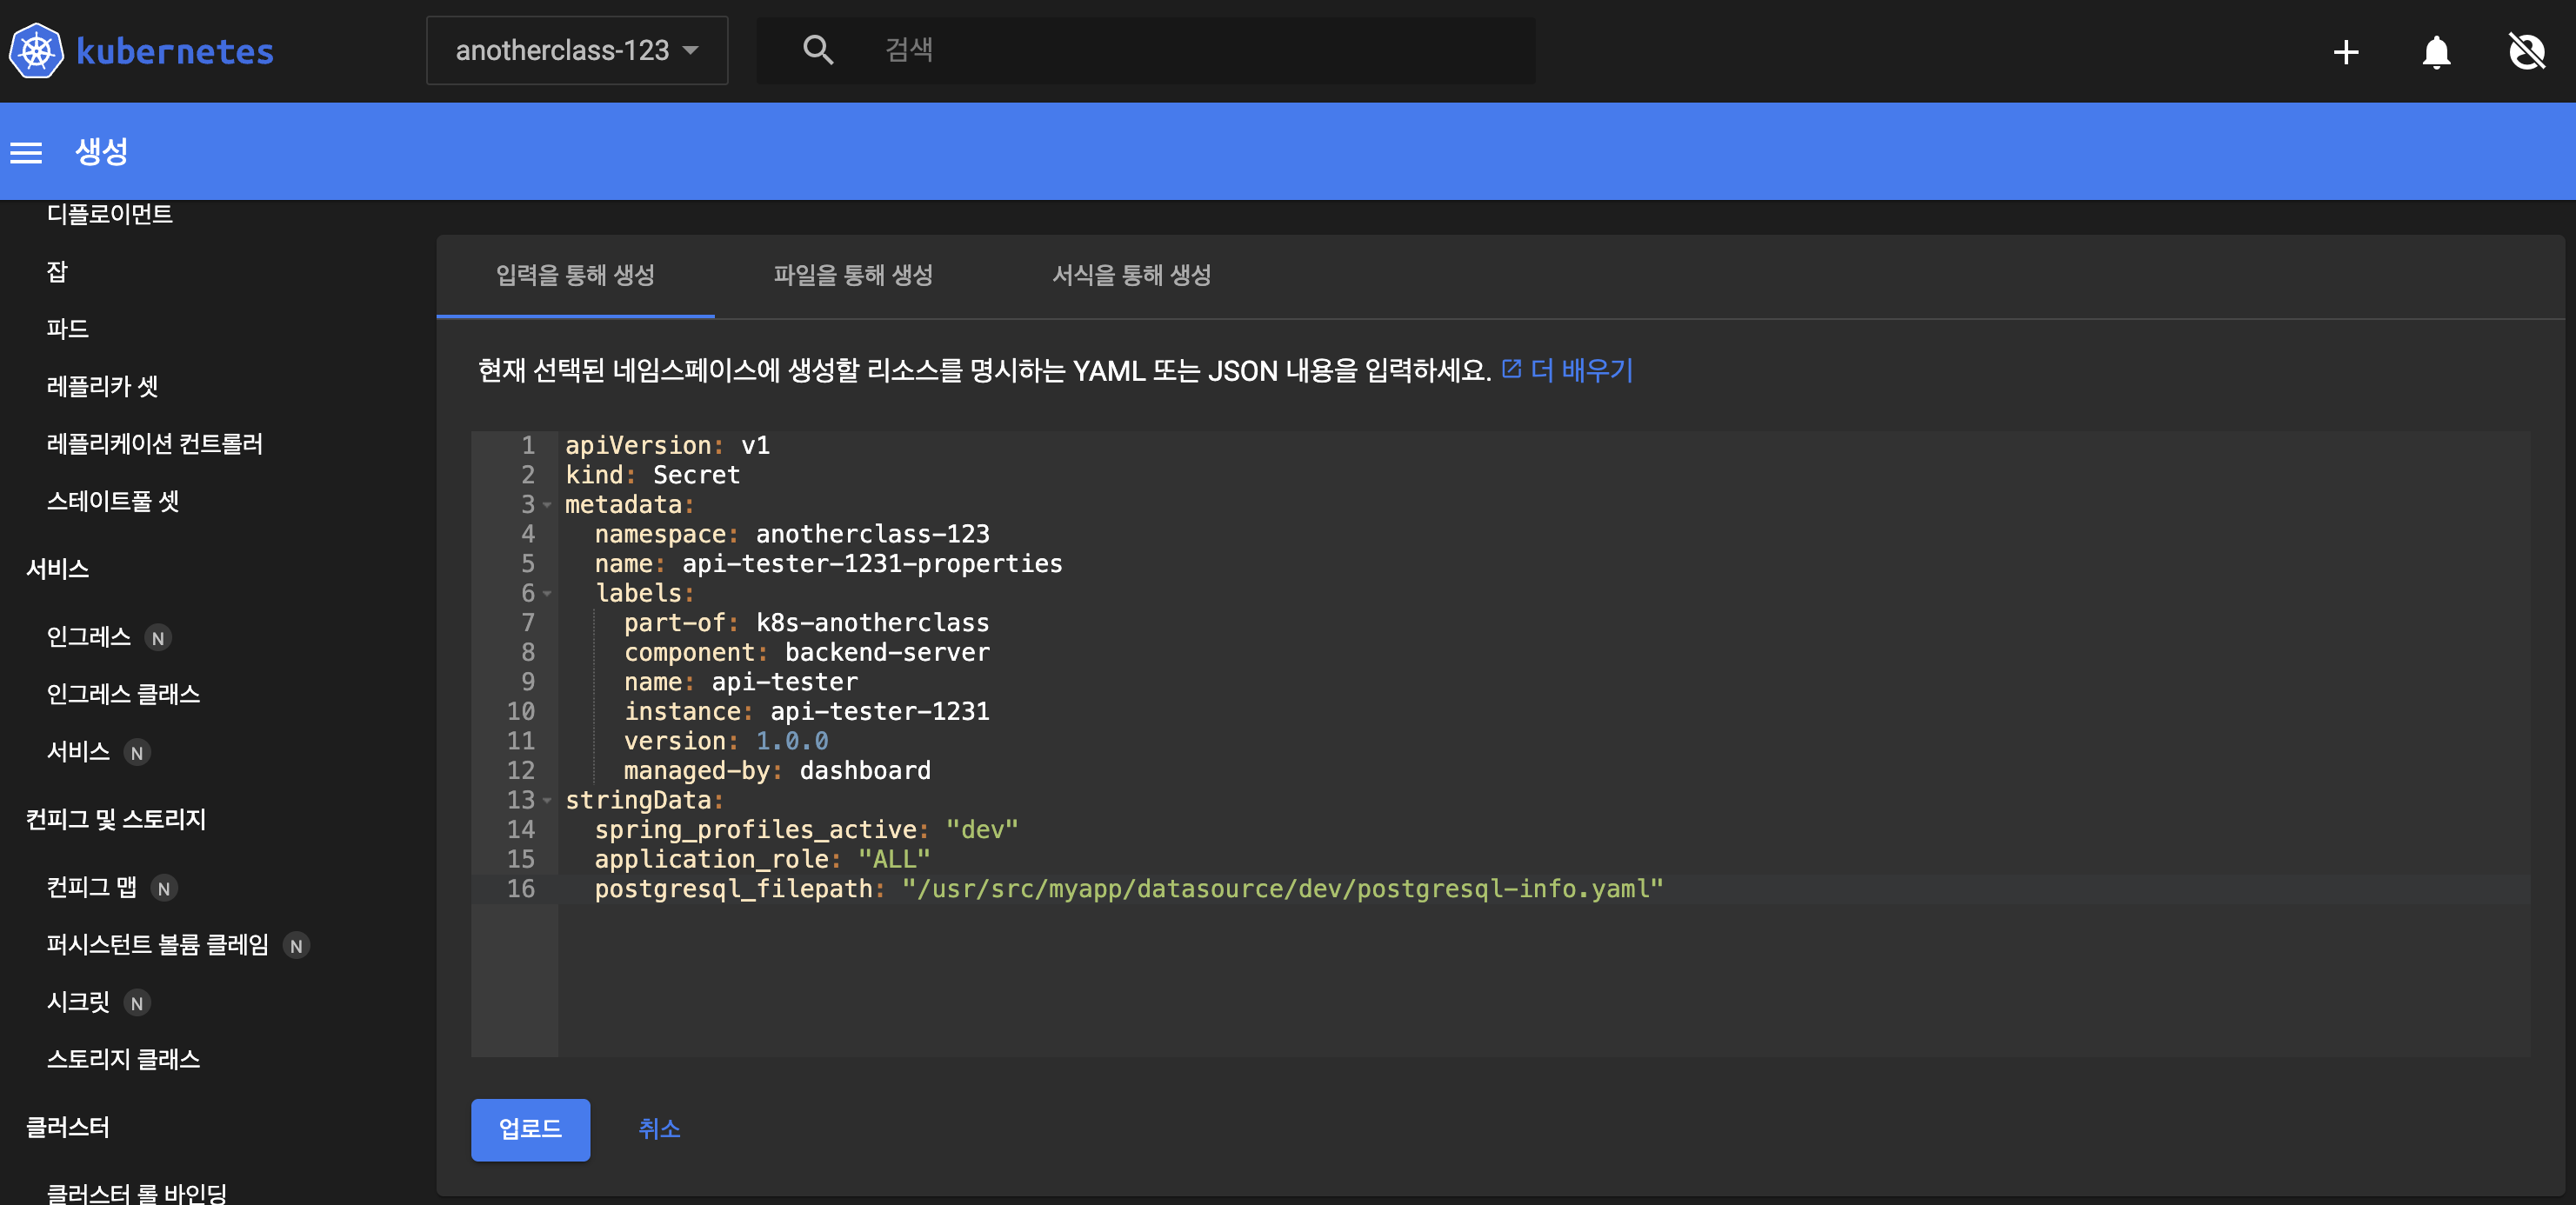 kubernetes
anotherclass-123
검색
생성
디플로이먼트
잡
파드
레플리카 셋
레플리케이션 컨트롤러
스테이트풀 셋
서비스
인그레스 N
인그레스 클래스
서비스 N
컨피그 및 스토리지
컨피그 맵 N
퍼시스턴트 볼륨 클레임 N
시크릿 N
스토리지 클래스
클러스터
클러스터 롤 바인딩
입력을 통해 생성
파일을 통해 생성
서식을 통해 생성
현재 선택된 네임스페이스에 생성할 리소스를 명시하는 YAML 또는 JSON 내용을 입력하세요. 더 배우기
1 apiVersion: v1
2 kind: Secret
3 metadata:
4   namespace: anotherclass-123
5   name: api-tester-1231-properties
6   labels:
7     part-of: k8s-anotherclass
8     component: backend-server
9     name: api-tester
10     instance: api-tester-1231
11     version: 1.0.0
12     managed-by: dashboard
13 stringData:
14   spring_profiles_active: "dev"
15   application_role: "ALL"
16   postgresql_filepath: "/usr/src/myapp/datasource/dev/postgresql-info.yaml"
업로드
취소